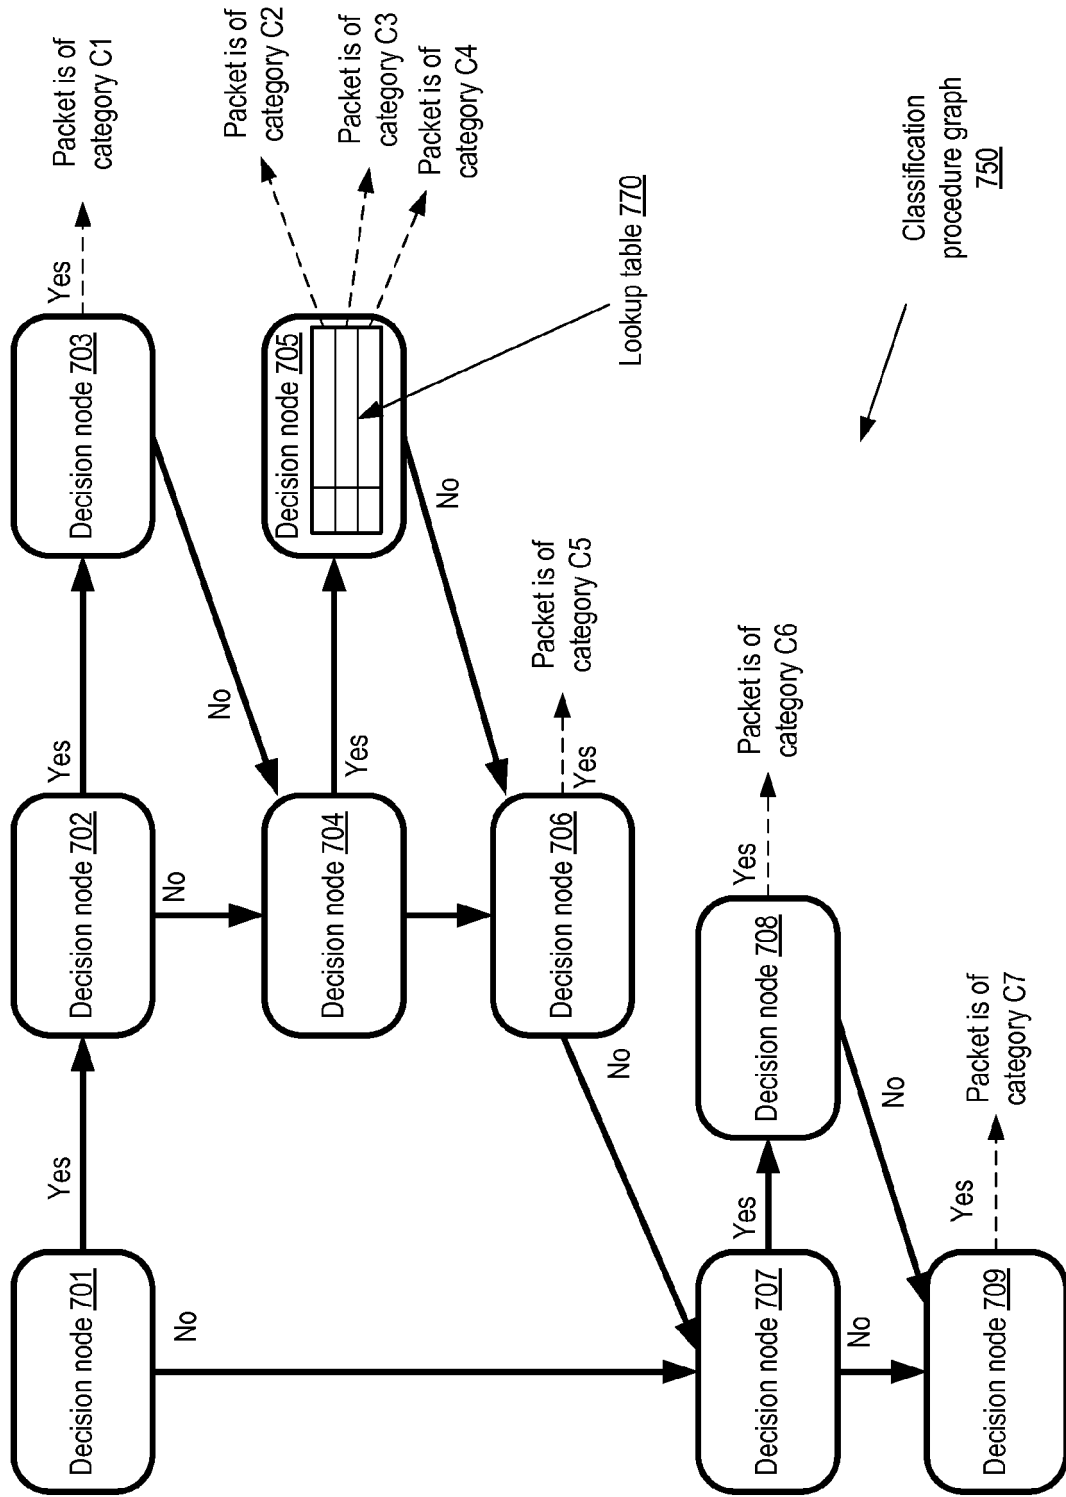 Decision node 701
Yes
No
Decision node 702
Yes
No
Decision node 703
Yes
Packet is of
category C1
No
Decision node 704
Yes
Decision node 705
Packet is of
category C2
Packet is of
category C3
Packet is of
category C4
Lookup table 770
No
Decision node 706
Yes
Packet is of
category C5
No
Decision node 707
Yes
No
Decision node 708
Yes
Packet is of
category C6
No
Decision node 709
Yes
Packet is of
category C7
Classification
procedure graph
750